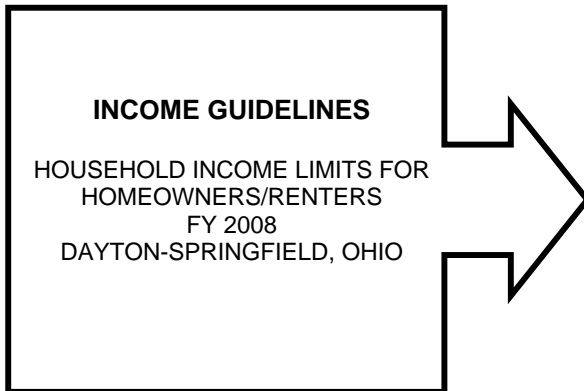 INCOME GUIDELINES
HOUSEHOLD INCOME LIMITS FOR
HOMEOWNERS/RENTERS
FY 2008
DAYTON-SPRINGFIELD, OHIO